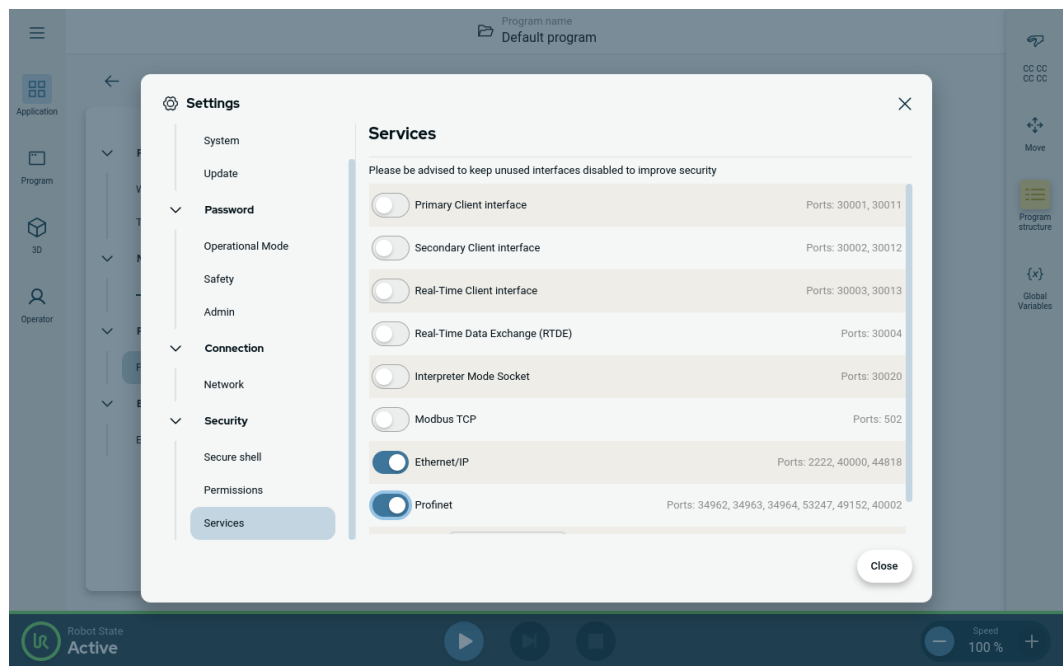 Program name
Default program
Application
Program
3D
Operator
Settings
System
Update
Password
Operational Mode
Safety
Admin
Connection
Network
Security
Secure shell
Permissions
Services
Services
Please be advised to keep unused interfaces disabled to improve security
Primary Client interface Ports: 30001, 30011
Secondary Client interface Ports: 30002, 30012
Real-Time Client interface Ports: 30003, 30013
Real-Time Data Exchange (RTDE) Ports: 30004
Interpreter Mode Socket Ports: 30020
Modbus TCP Ports: 502
Ethernet/IP Ports: 2222, 40000, 44818
Profinet Ports: 34962, 34963, 34964, 53247, 49152, 40002
Close
CC CC
CC CC
Move
Program
structure
{x}
Global
Variables
UR
Robot State
Active
Speed
100 %